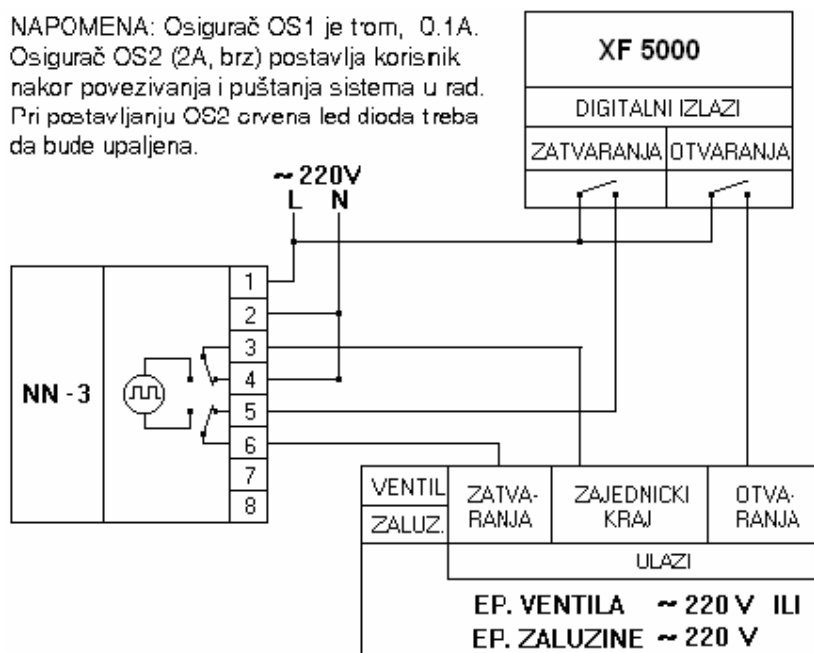 NAPOMENA: Osigurač OS1 je trom, 0.1A.
Osigurač OS2 (2A, brz) postavlja korisnik
nakor povezivanja i puštanja sistema u rad.
Pri postavljanju OS2 crvena led dioda treba
da bude upaljena.
XF 5000
DIGITALNI IZLAZI
ZATVARANJA OTVARANJA
~ 220V
L N
NN - 3
1
2
3
4
5
6
7
8
VENTIL
ZALUZ.
ZATVA-
RANJA
ZAJEDNICKI
KRAJ
OTVA-
RANJA
ULAZI
EP. VENTILA ~ 220 V ILI
EP. ZALUZINE ~ 220 V